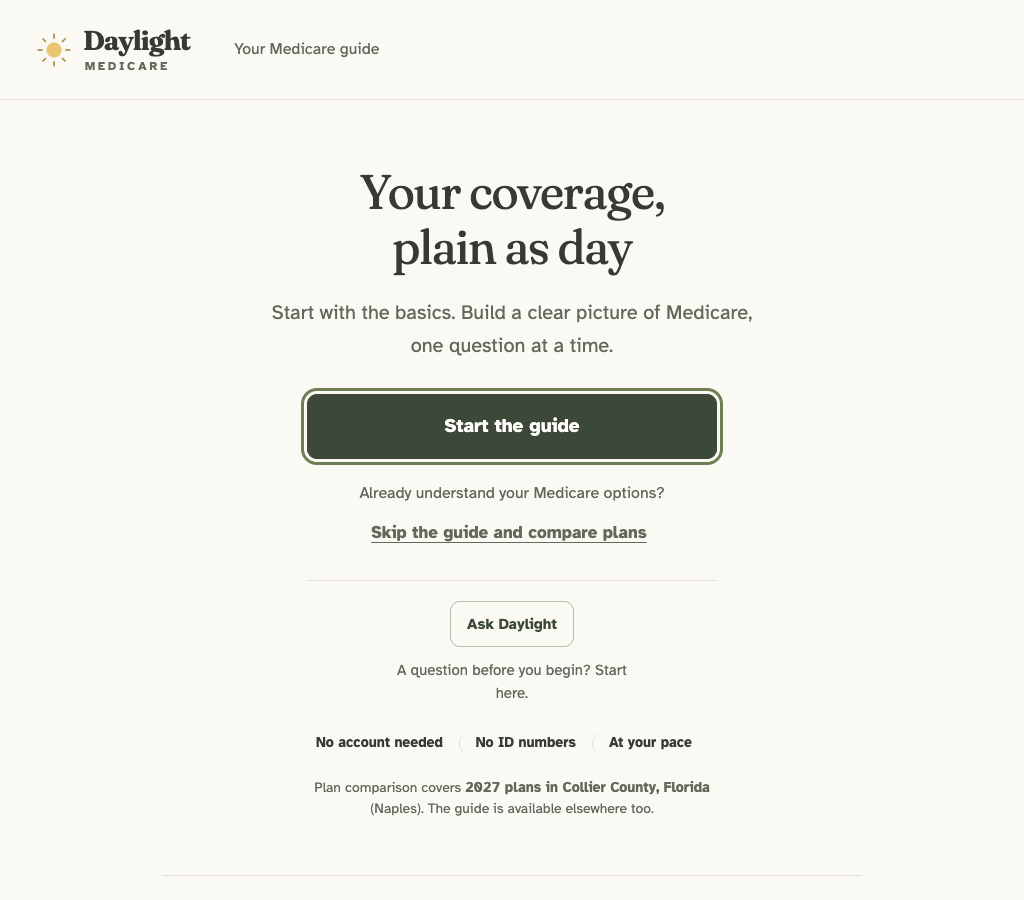 Daylight
MEDICARE
Your Medicare guide
Your coverage,
plain as day
Start with the basics. Build a clear picture of Medicare,
one question at a time.
Start the guide
Already understand your Medicare options?
Skip the guide and compare plans
Ask Daylight
A question before you begin? Start
here.
No account needed
No ID numbers
At your pace
Plan comparison covers 2027 plans in Collier County, Florida
(Naples). The guide is available elsewhere too.